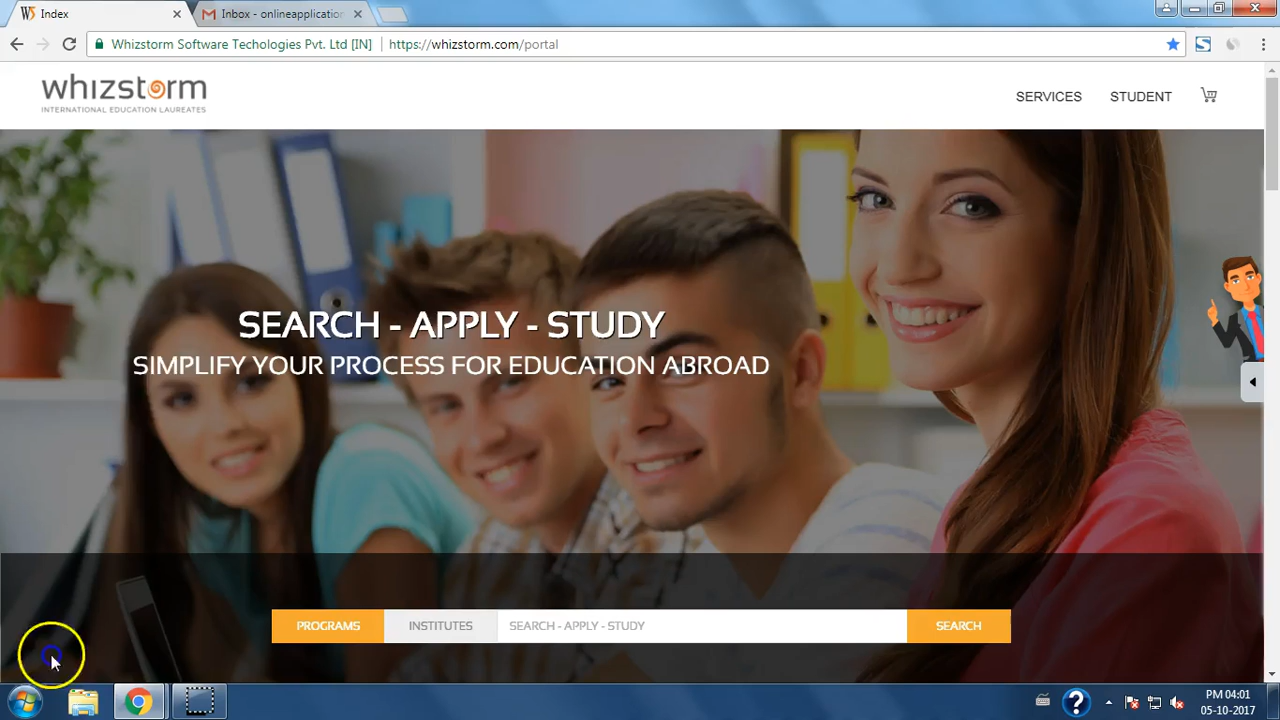 Index
Inbox - onlineapplication
Whizstorm Software Techologies Pvt. Ltd [IN]
https://whizstorm.com/portal
whizstorm
INTERNATIONAL EDUCATION LAUREATES
SERVICES
STUDENT
SEARCH - APPLY - STUDY
SIMPLIFY YOUR PROCESS FOR EDUCATION ABROAD
PROGRAMS
INSTITUTES
SEARCH - APPLY - STUDY
SEARCH
PM 04:01
05-10-2017